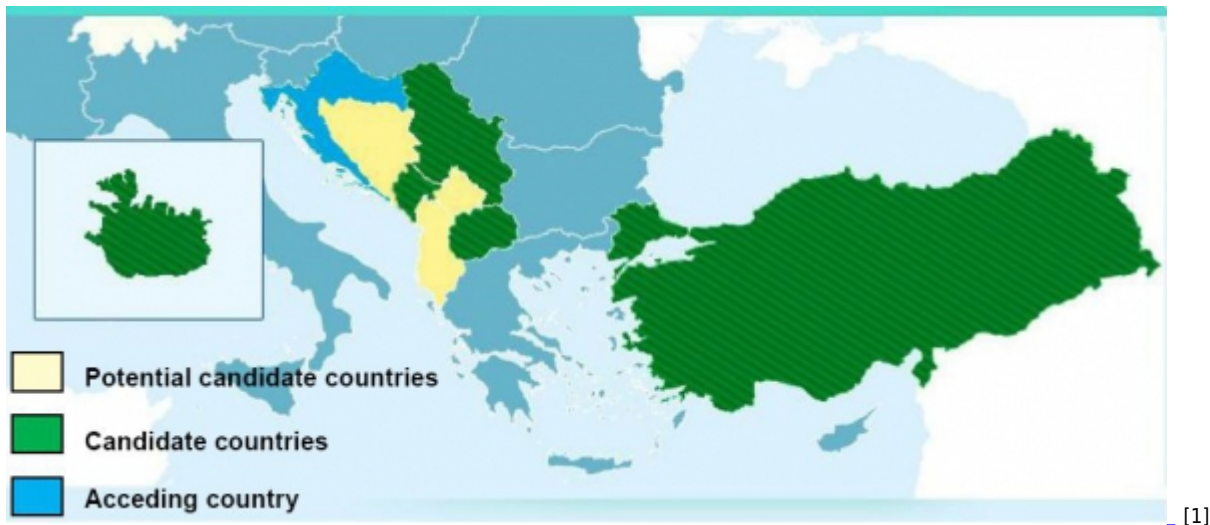 Potential candidate countries
Candidate countries
Acceding country
[1]